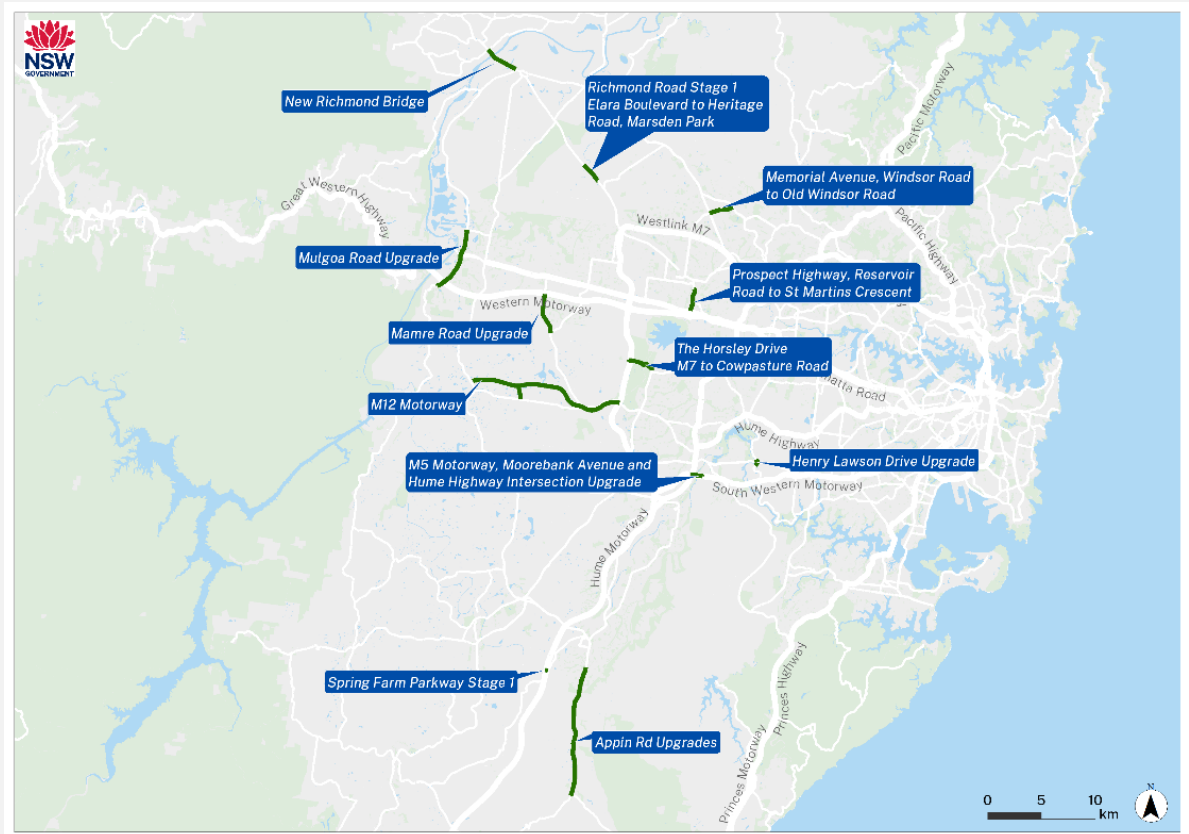 NSW
GOVERNMENT
New Richmond Bridge
Richmond Road Stage 1
Elara Boulevard to Heritage
Road, Marsden Park
Pacific Motorway
Memorial Avenue, Windsor Road
to Old Windsor Road
Great Western Highway
Westlink M7
Pacific Highway
Mulgoa Road Upgrade
Prospect Highway, Reservoir
Road to St Martins Crescent
Western Motorway
Mamre Road Upgrade
The Horsley Drive
M7 to Cowpasture Road
atta Road
M12 Motorway
Hume Highway
M5 Motorway, Moorebank Avenue and
Hume Highway Intersection Upgrade
Henry Lawson Drive Upgrade
South Western Motorway
Hume Motorway
Spring Farm Parkway Stage 1
Princes Highway
Appin Rd Upgrades
Princes Motorway
0 5 10
km
N